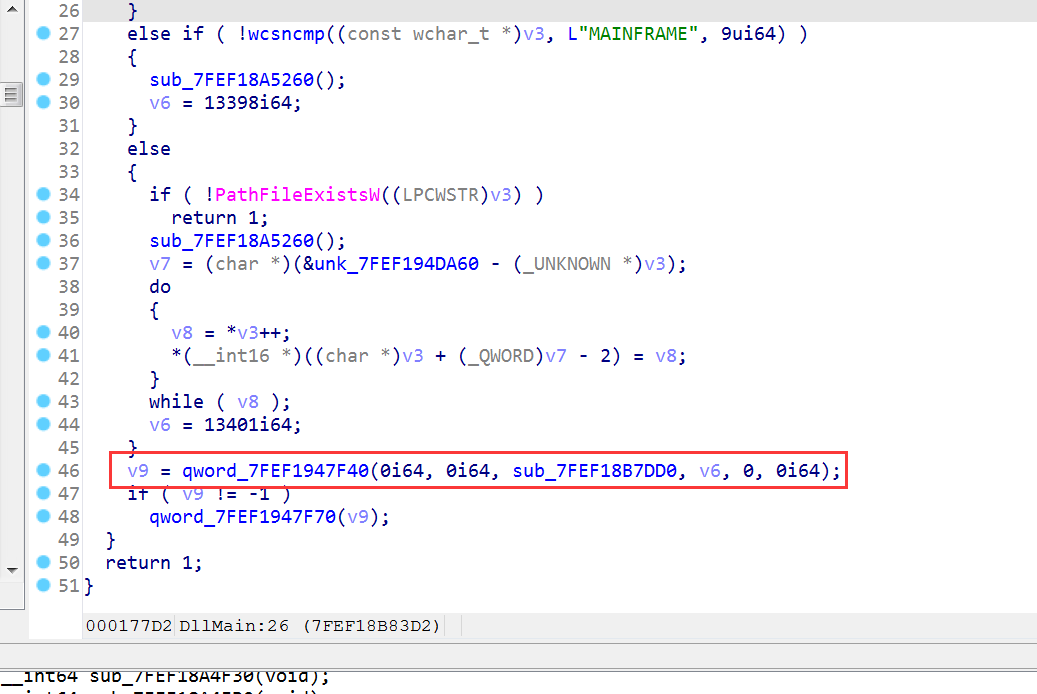 26 }
27 else if ( !wcsncmp((const wchar_t *)v3, L"MAINFRAME", 9ui64) )
28 {
29 sub_7FEF18A5260();
30 v6 = 13398i64;
31 }
32 else
33 {
34 if ( !PathFileExistsW((LPCWSTR)v3) )
35 return 1;
36 sub_7FEF18A5260();
37 v7 = (char *)(&unk_7FEF194DA60 - (_UNKNOWN *)v3);
38 do
39 {
40 v8 = *v3++;
41 *(__int16 *)((char *)v3 + (_QWORD)v7 - 2) = v8;
42 }
43 while ( v8 );
44 v6 = 13401i64;
45 }
46 v9 = qword_7FEF1947F40(0i64, 0i64, sub_7FEF18B7DD0, v6, 0, 0i64);
47 if ( v9 != -1 )
48 qword_7FEF1947F70(v9);
49 }
50 return 1;
51 }
000177D2 DllMain:26 (7FEF18B83D2)
__int64 sub_7FEF18A4F30(void);